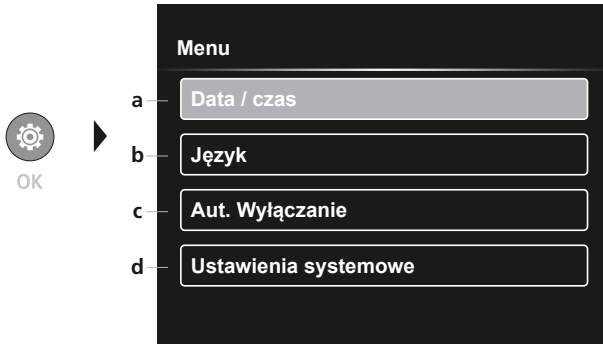 Menu
a Data / czas
b Język
OK
c Aut. Wyłączanie
d Ustawienia systemowe